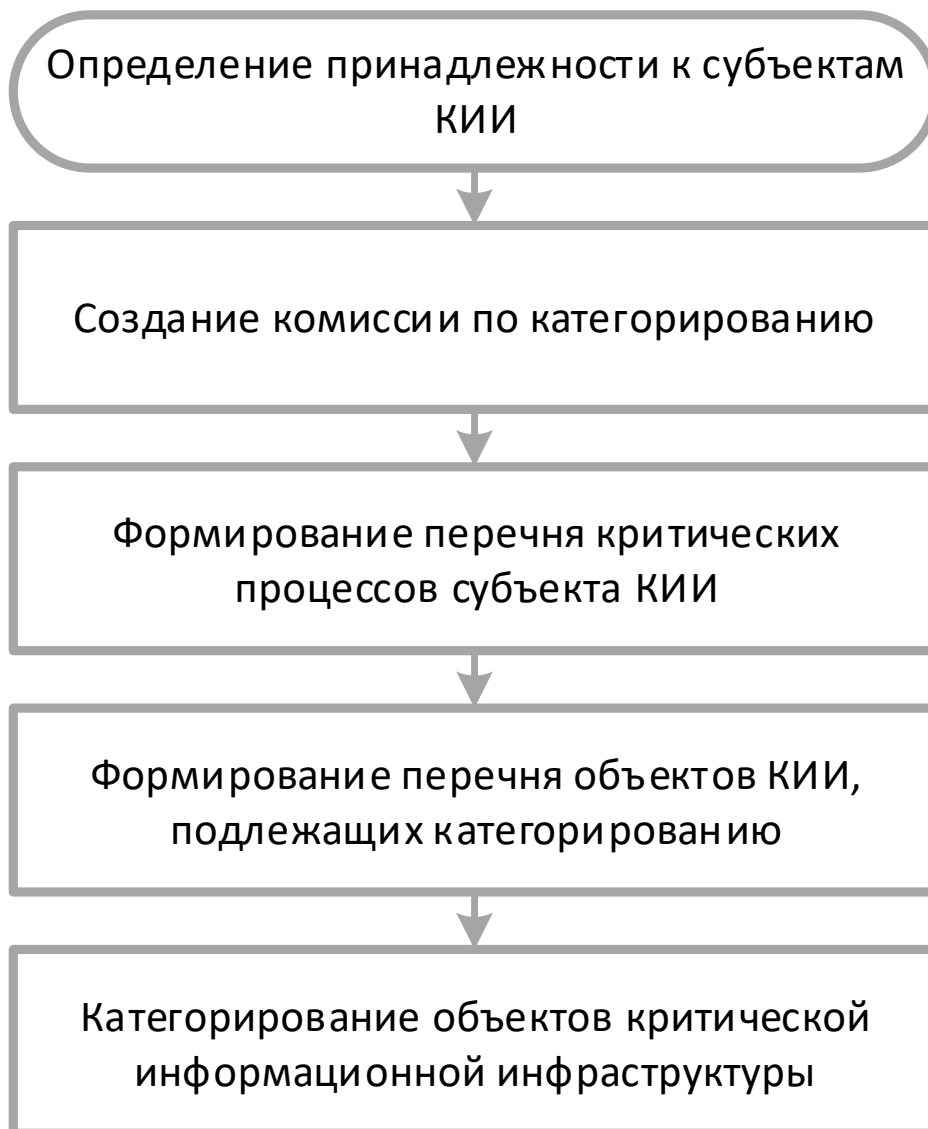 Определение принадлежности к субъектам
КИИ
Создание комиссии по категорированию
Формирование перечня критических
процессов субъекта КИИ
Формирование перечня объектов КИИ,
подлежащих категорированию
Категорирование объектов критической
информационной инфраструктуры